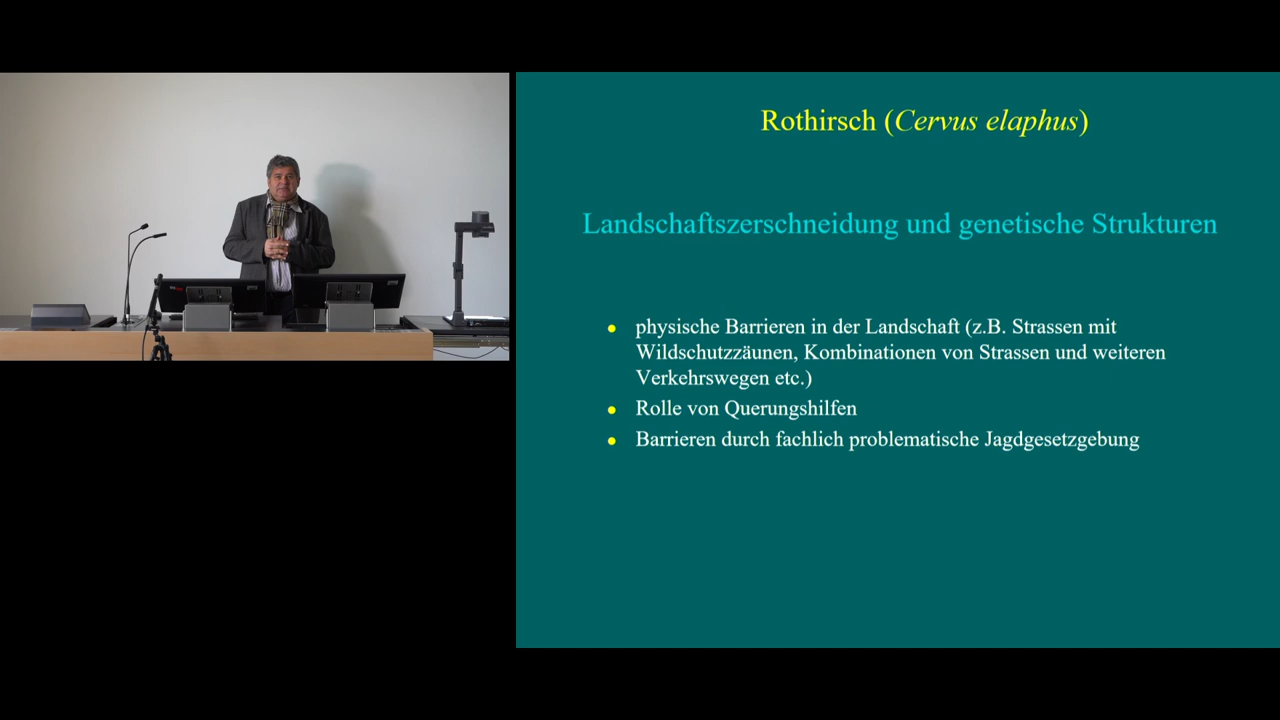 Rothirsch (Cervus elaphus)
Landschaftszerschneidung und genetische Strukturen
physische Barrieren in der Landschaft (z.B. Strassen mit
Wildschutzzäunen, Kombinationen von Strassen und weiteren
Verkehrswegen etc.)
Rolle von Querungshilfen
Barrieren durch fachlich problematische Jagdgesetzgebung